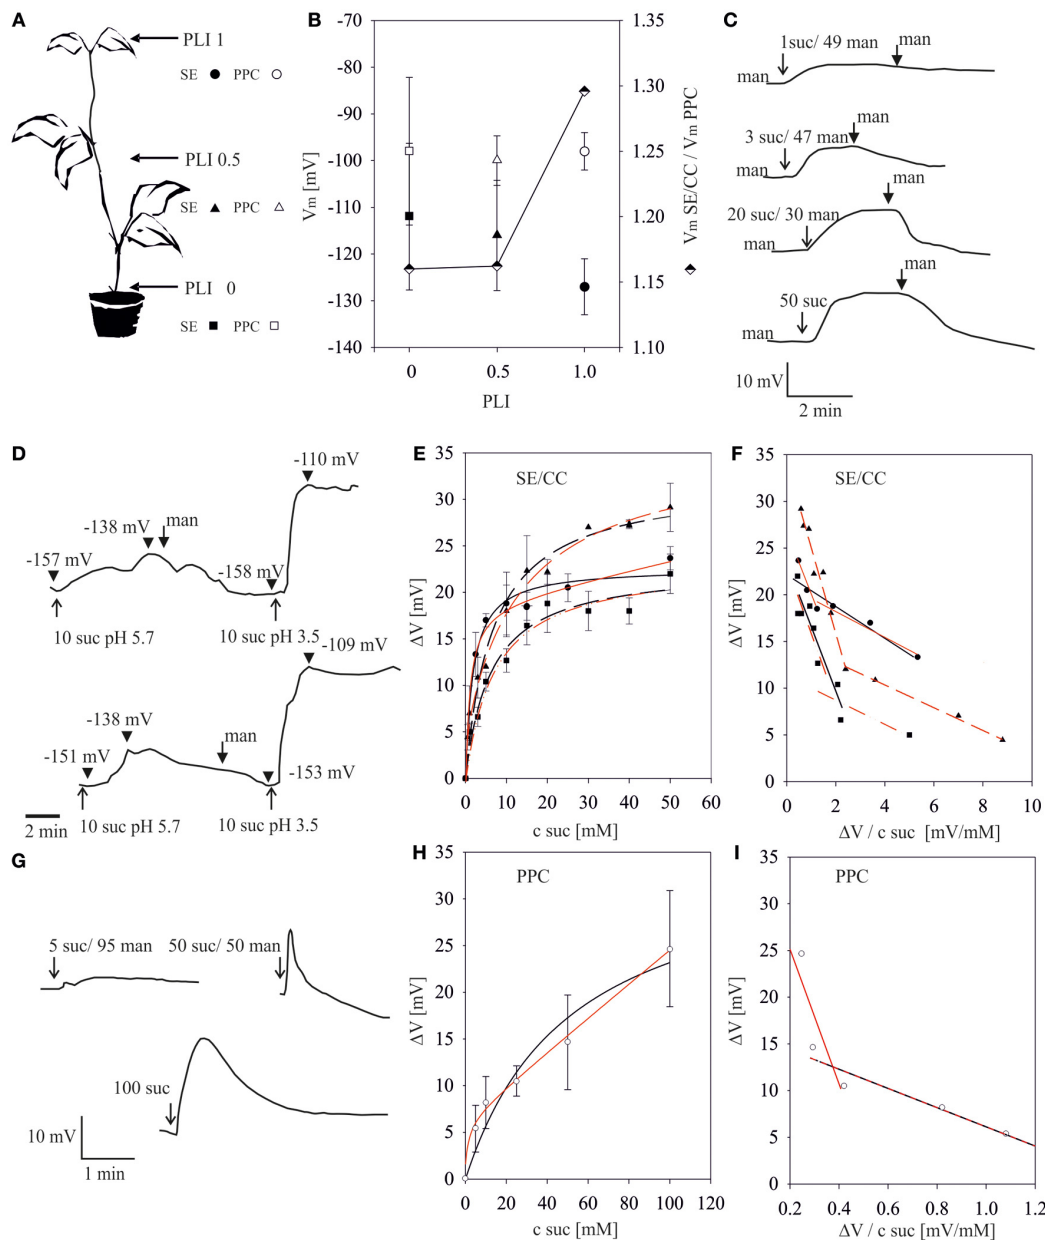 A
PLI 1
SE PPC
PLI 0.5
SE PPC
PLI 0
SE PPC
B
-70
-80
-90
-100
-110
-120
-130
-140
Vm [mV]
1.35
1.30
1.25
1.20
1.15
1.10
Vm SE/CC / Vm PPC
0 0.5 1.0
PLI
C
1suc/ 49 man
man
man
3 suc/ 47 man
man
man
20 suc/ 30 man
man
man
50 suc
man
man
10 mV
2 min
D
-110 mV
-138 mV
man
-157 mV
-158 mV
10 suc pH 5.7
10 suc pH 3.5
-109 mV
-138 mV
man
-151 mV
-153 mV
10 suc pH 5.7
10 suc pH 3.5
2 min
E
SE/CC
35
30
25
20
15
10
5
0
ΔV [mV]
0 10 20 30 40 50 60
c suc [mM]
F
SE/CC
35
30
25
20
15
10
5
0
ΔV [mV]
0 2 4 6 8 10
ΔV / c suc [mV/mM]
G
5 suc/ 95 man
50 suc/ 50 man
100 suc
10 mV
1 min
H
PPC
35
30
25
20
15
10
5
0
ΔV [mV]
0 20 40 60 80 100 120
c suc [mM]
I
PPC
35
30
25
20
15
10
5
0
ΔV [mV]
0.2 0.4 0.6 0.8 1.0 1.2
ΔV / c suc [mV/mM]